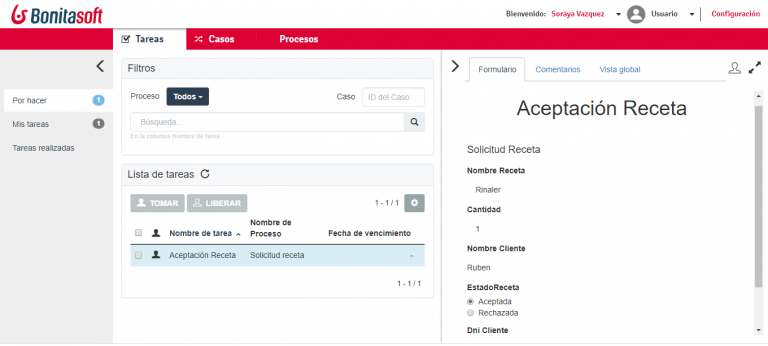 Bonitasoft
Bienvenido: Soraya Vazquez
Usuario
Configuración
Tareas
Casos
Procesos
Por hacer 1
Mis tareas 1
Tareas realizadas
Filtros
Proceso Todos Caso ID del Caso
Búsqueda...
En la columna Nombre de tarea
Lista de tareas
TOMAR LIBERAR 1 - 1 / 1
Nombre de tarea Nombre de Proceso Fecha de vencimiento
Aceptación Receta Solicitud receta -
1 - 1 / 1
Formulario Comentarios Vista global
Aceptación Receta
Solicitud Receta
Nombre Receta
Rinaler
Cantidad
1
Nombre Cliente
Ruben
EstadoReceta
Aceptada
Rechazada
Dni Cliente